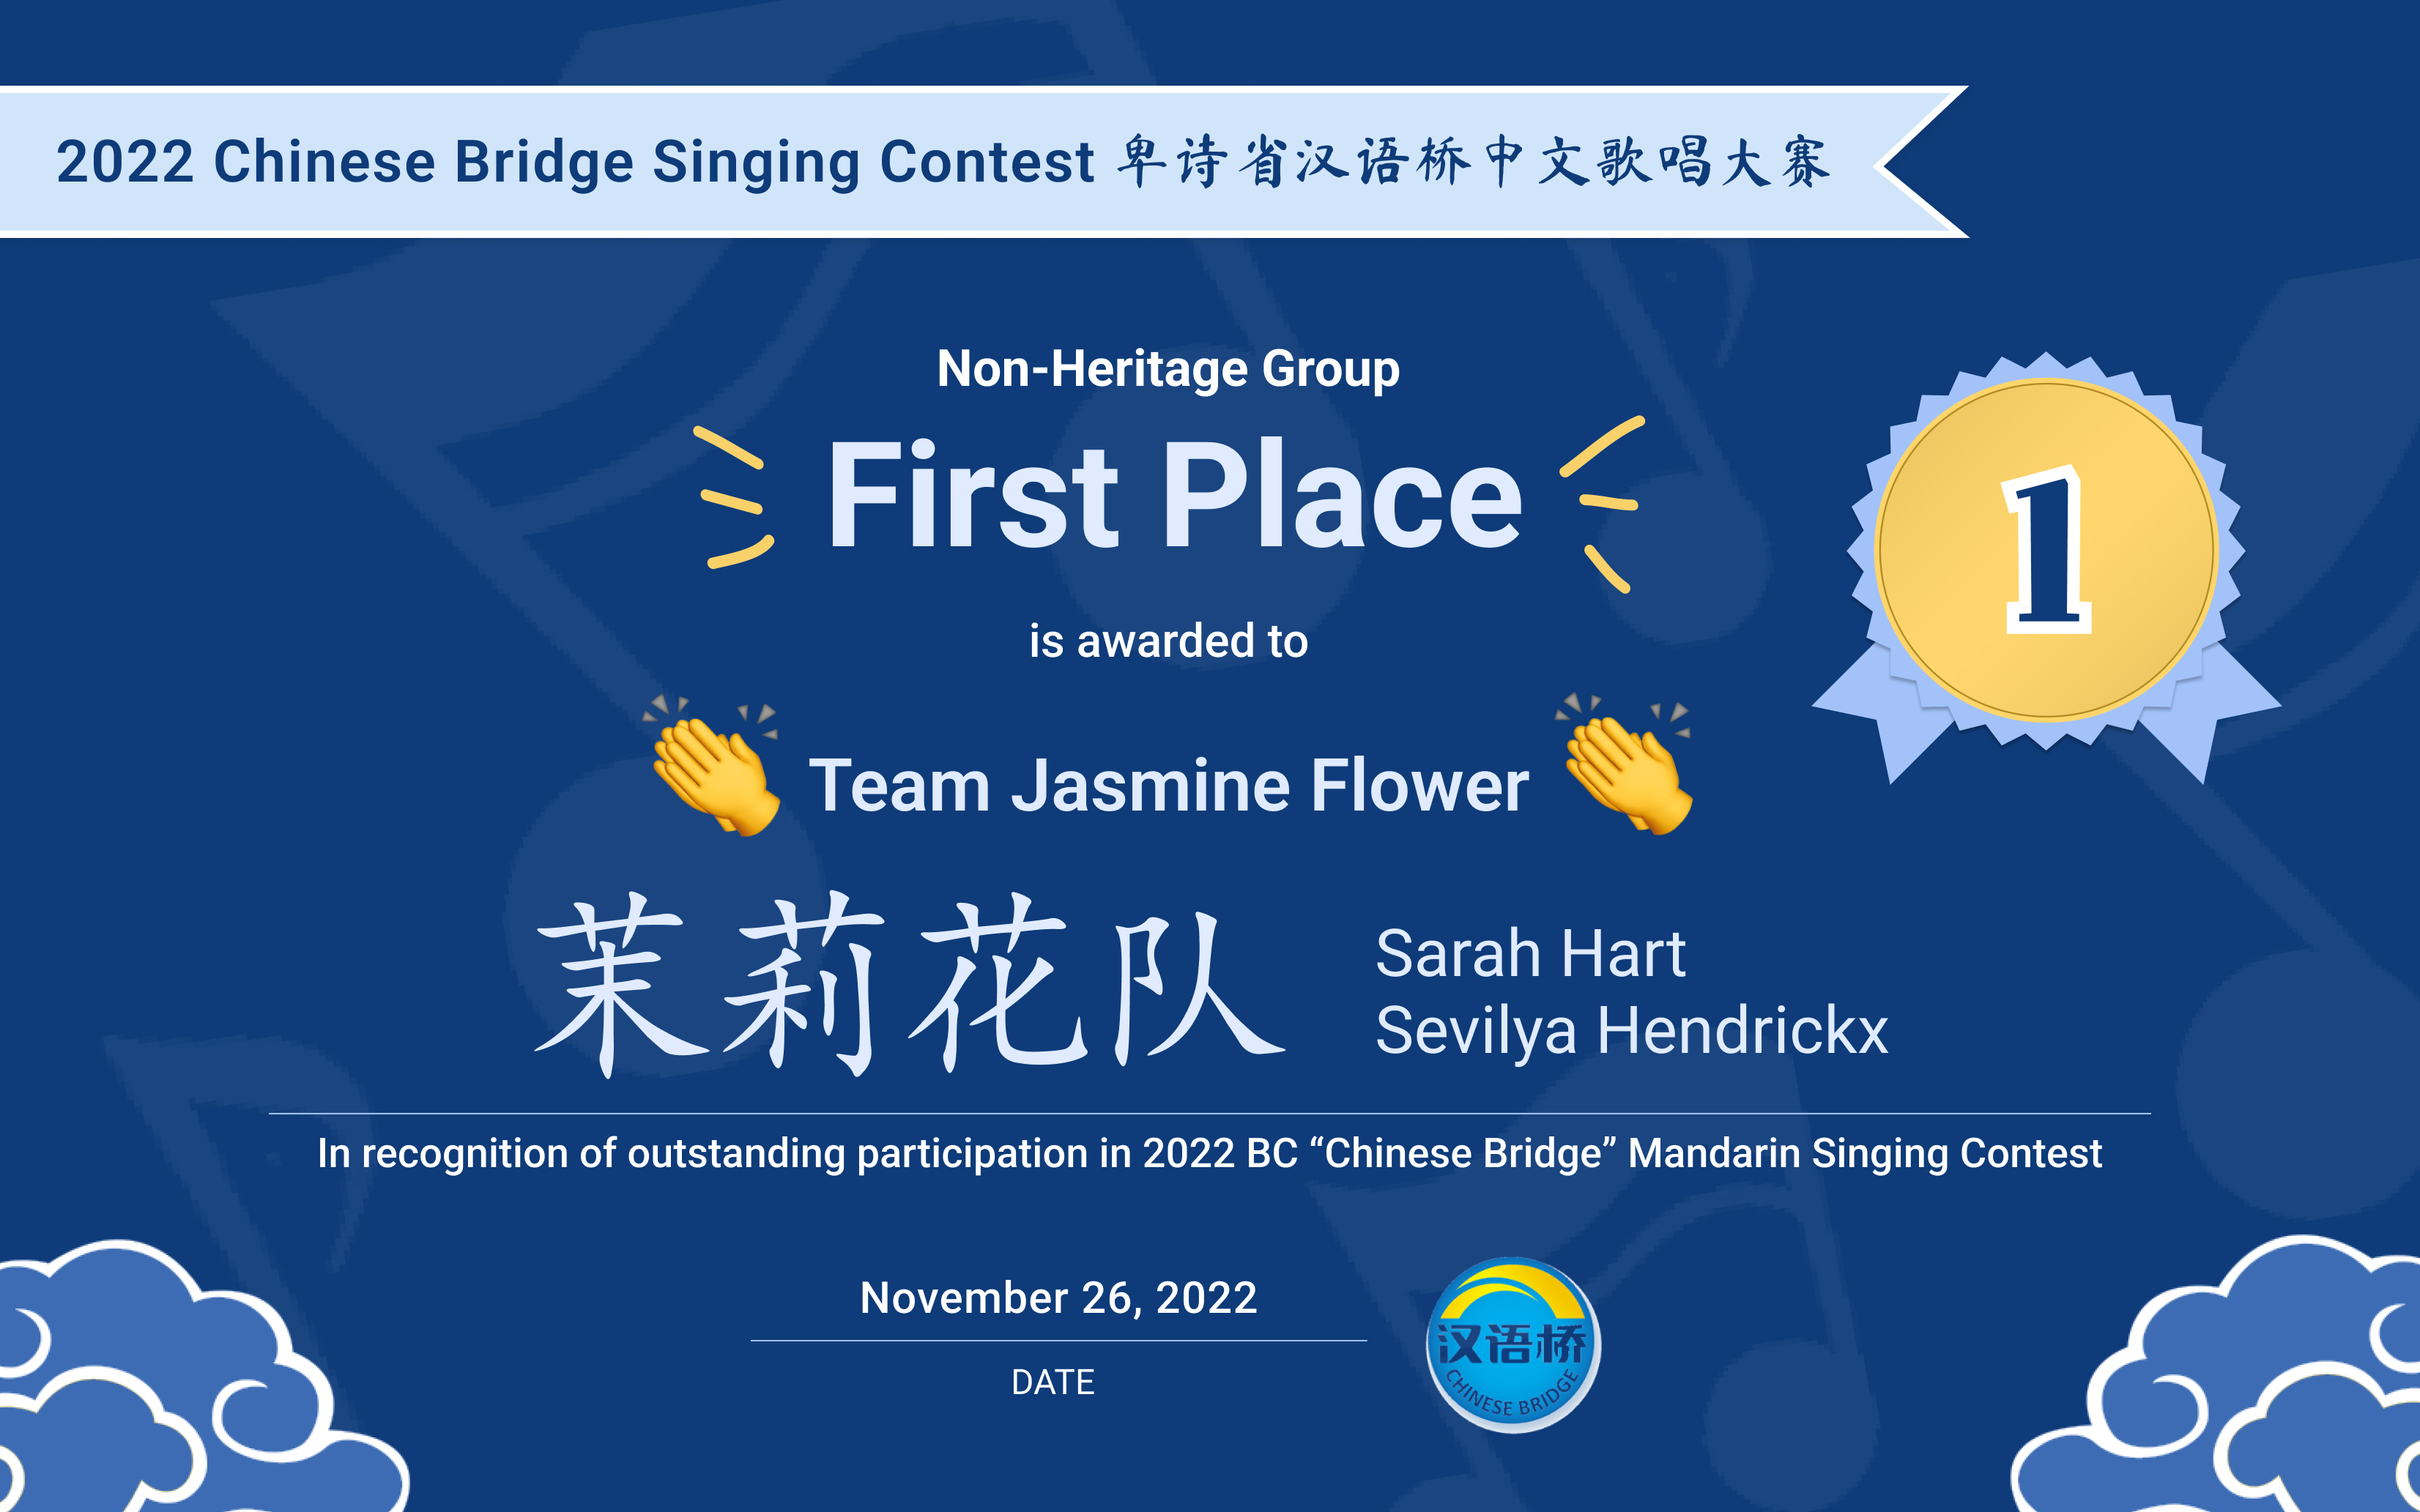 2022 Chinese Bridge Singing Contest 卑诗省汉语桥中文歌唱大赛
Non-Heritage Group
First Place
1
is awarded to
Team Jasmine Flower
茉莉花队
Sarah Hart
Sevilya Hendrickx
In recognition of outstanding participation in 2022 BC “Chinese Bridge” Mandarin Singing Contest
November 26, 2022
DATE
汉语桥
CHINESE BRIDGE